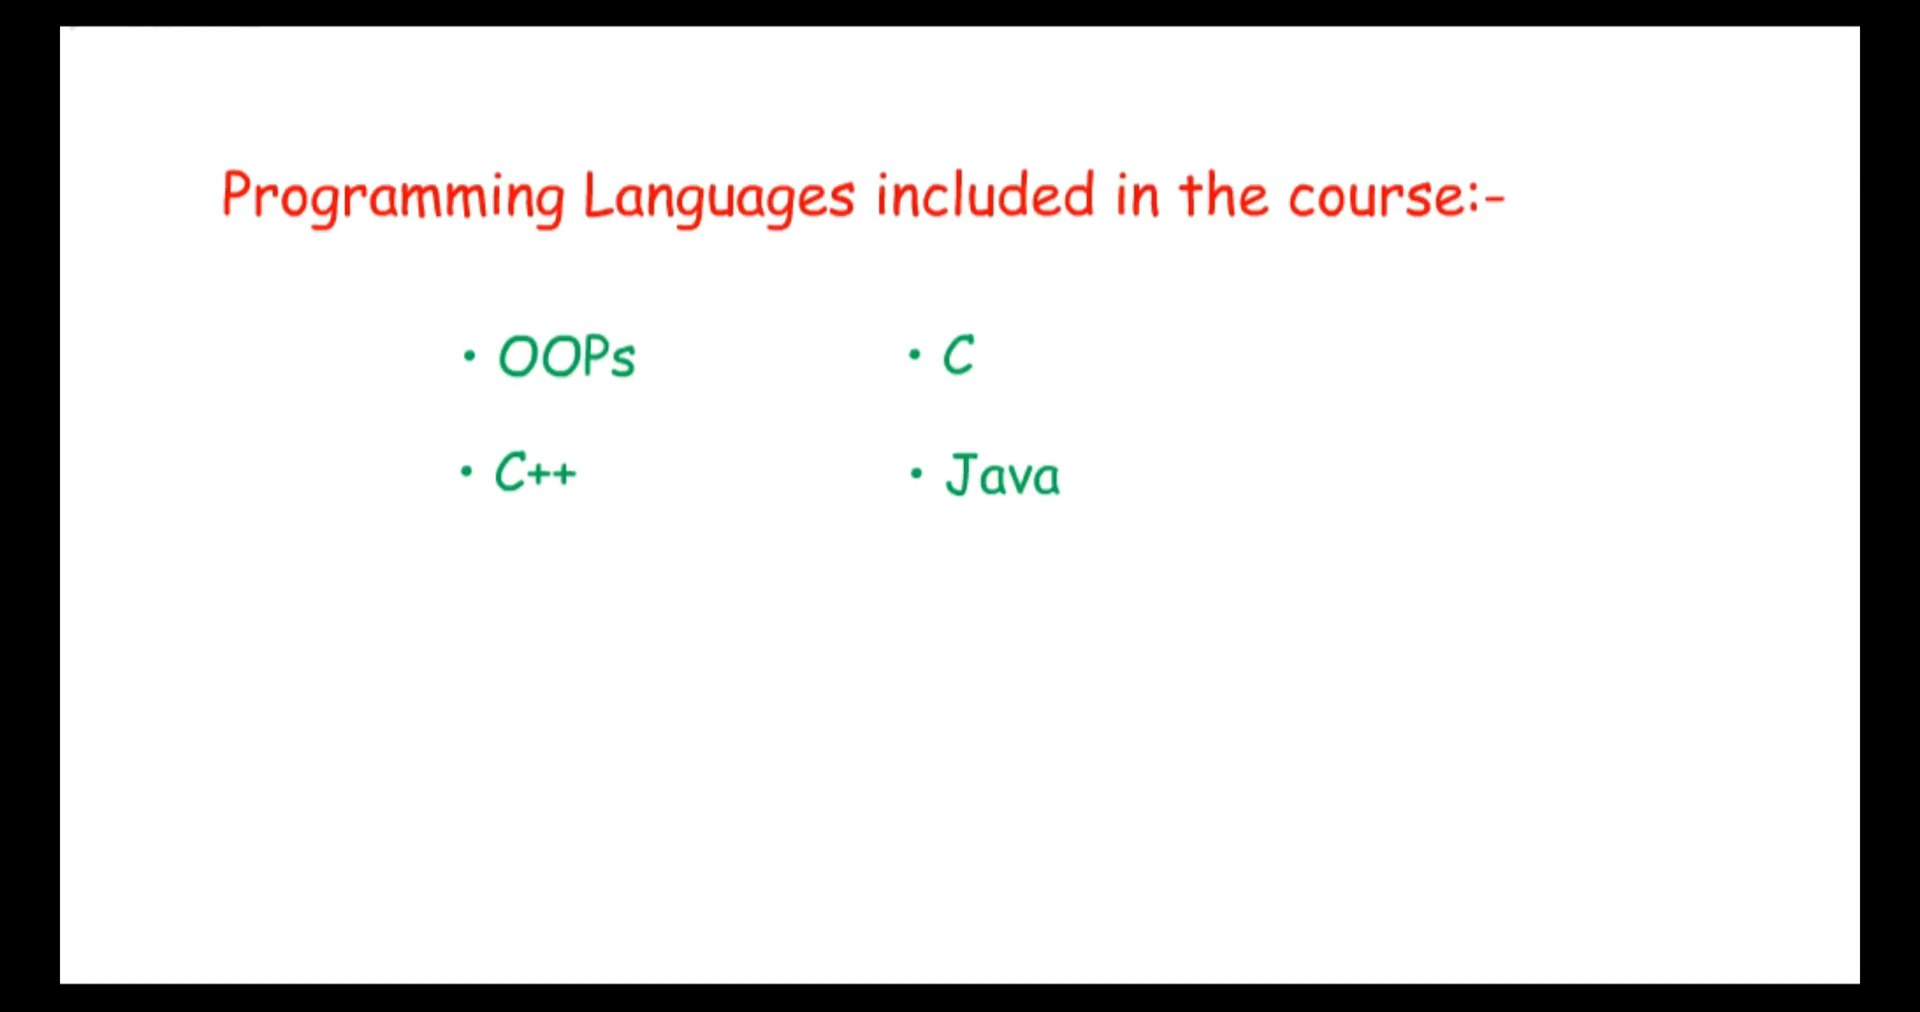 Programming Languages included in the course:-
• OOPs • C
• C++ • Java